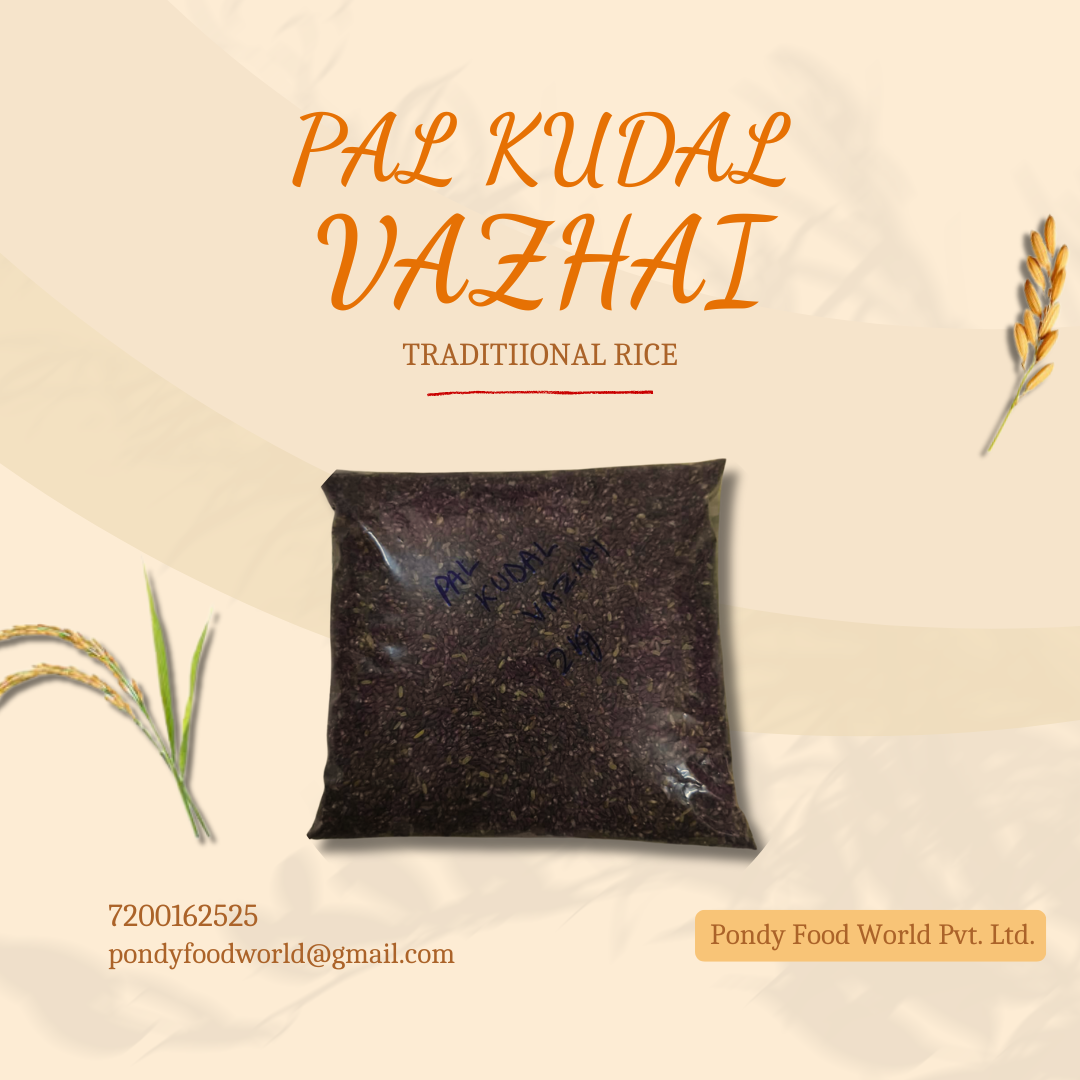 PAL KUDAL
VAZHAI
TRADITIIONAL RICE
PAL
KUDAL
VAZHAI
2 kg
7200162525
pondyfoodworld@gmail.com
Pondy Food World Pvt. Ltd.